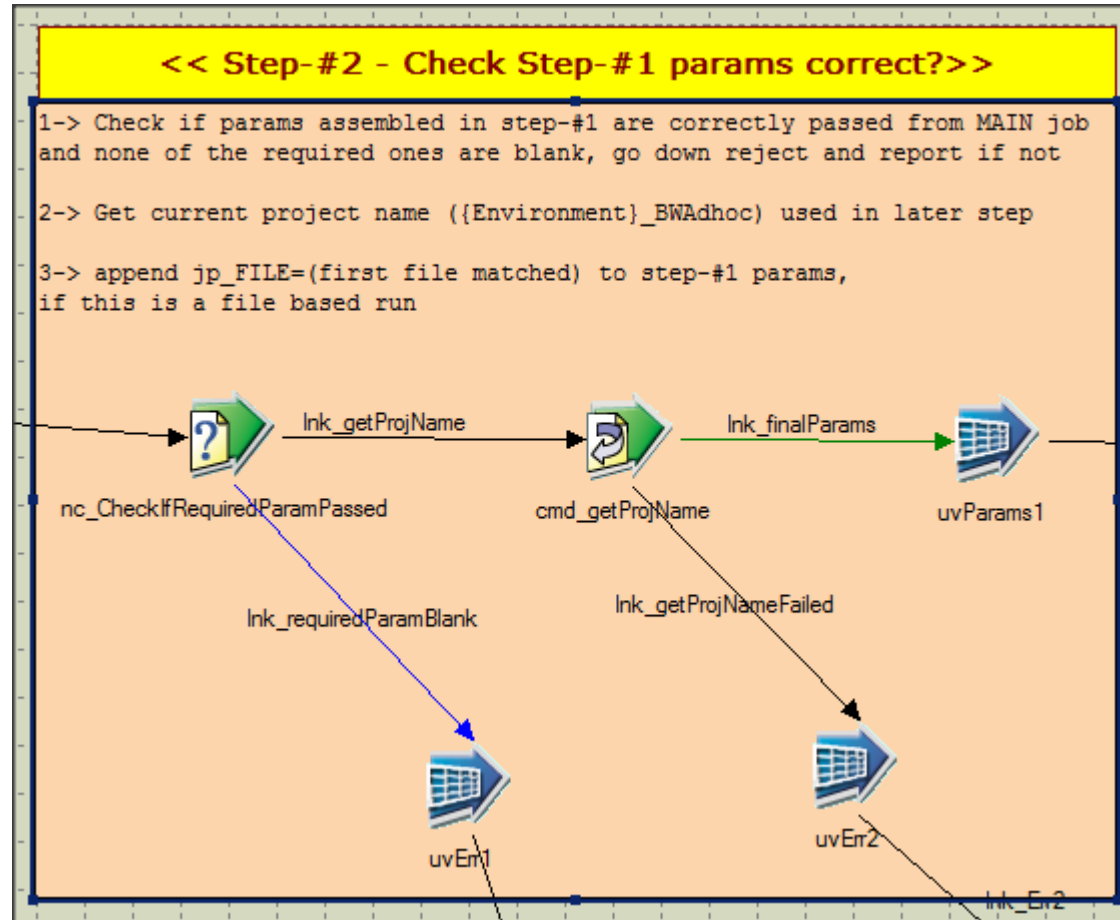 << Step-#2 - Check Step-#1 params correct?>>
1-> Check if params assembled in step-#1 are correctly passed from MAIN job
and none of the required ones are blank, go down reject and report if not
2-> Get current project name ({Environment}_BWAdhoc) used in later step
3-> append jp_FILE=(first file matched) to step-#1 params,
if this is a file based run
lnk_getProjName
lnk_finalParams
nc_CheckIfRequiredParamPassed
cmd_getProjName
uvParams1
lnk_requiredParamBlank
lnk_getProjNameFailed
uvErr1
uvErr2
lnk_Err2